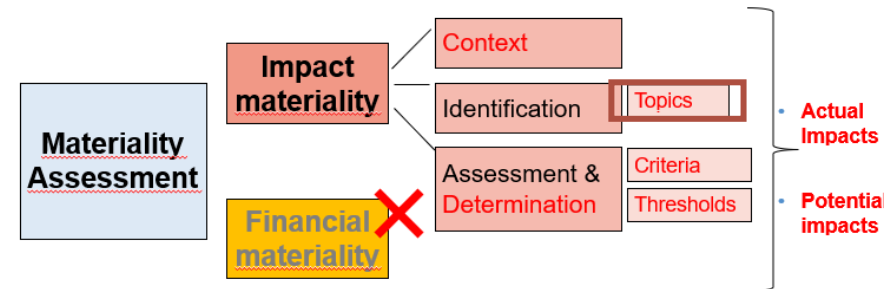 Materiality
Assessment
Impact
materiality
Financial
materiality
Context
Identification
Topics
Assessment &
Determination
Criteria
Thresholds
• Actual
Impacts
• Potential
impacts